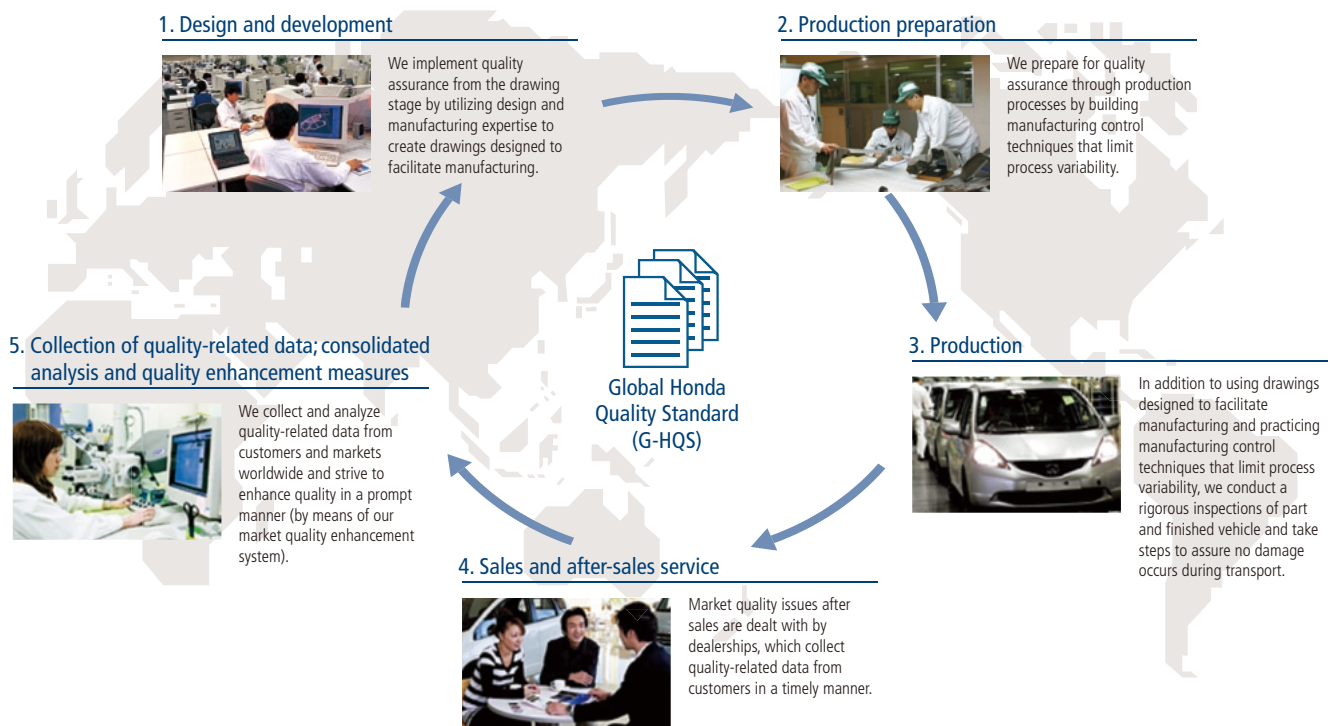 1. Design and development
We implement quality
assurance from the drawing
stage by utilizing design and
manufacturing expertise to
create drawings designed to
facilitate manufacturing.
2. Production preparation
We prepare for quality
assurance through production
processes by building
manufacturing control
techniques that limit
process variability.
Global Honda
Quality Standard
(G-HQS)
3. Production
In addition to using drawings
designed to facilitate
manufacturing and practicing
manufacturing control
techniques that limit process
variability, we conduct a
rigorous inspections of part
and finished vehicle and take
steps to assure no damage
occurs during transport.
4. Sales and after-sales service
Market quality issues after
sales are dealt with by
dealerships, which collect
quality-related data from
customers in a timely manner.
5. Collection of quality-related data; consolidated
analysis and quality enhancement measures
We collect and analyze
quality-related data from
customers and markets
worldwide and strive to
enhance quality in a prompt
manner (by means of our
market quality enhancement
system).